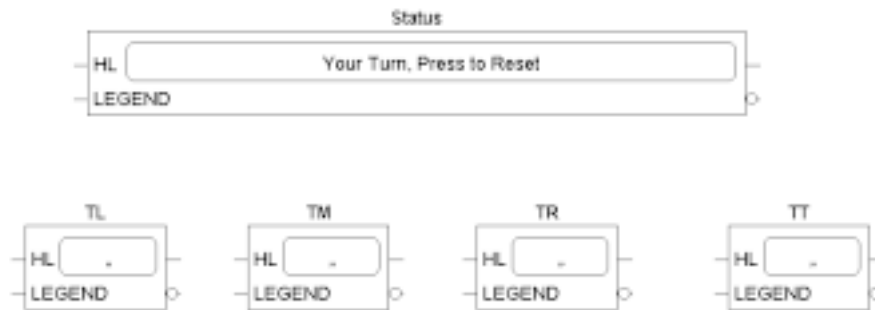 Status
HL Your Turn, Press to Reset
LEGEND
TL TM TR TT
HL - HL - HL - HL -
LEGEND LEGEND LEGEND LEGEND